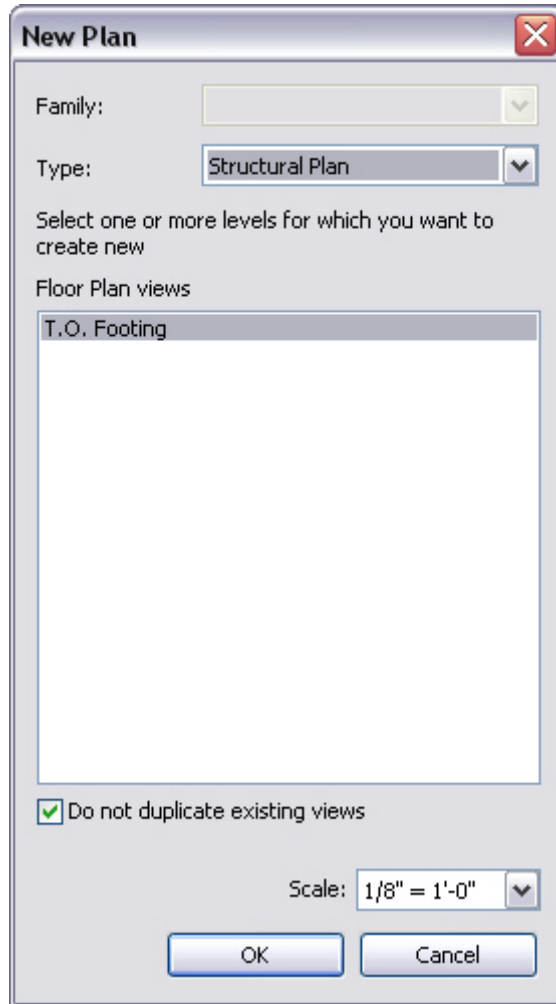 New Plan
Family:
Type: Structural Plan
Select one or more levels for which you want to
create new
Floor Plan views
T.O. Footing
Do not duplicate existing views
Scale: 1/8" = 1'-0"
OK Cancel